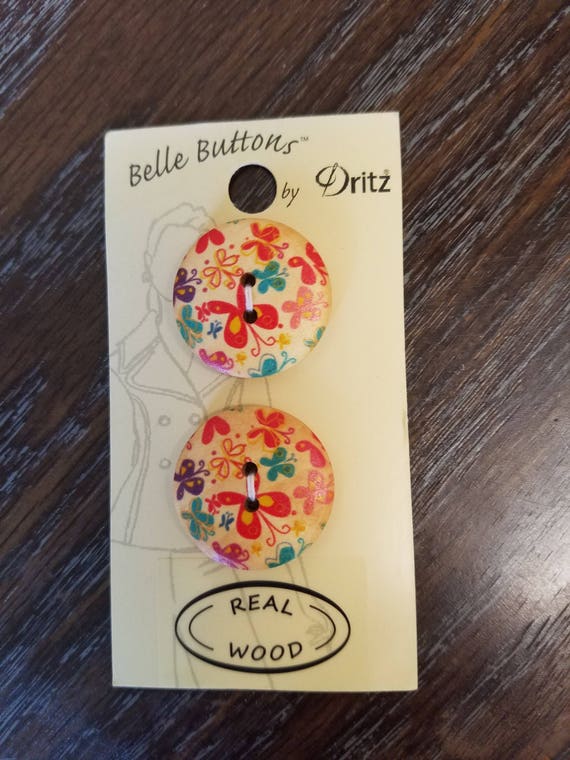 Belle Buttons™
by Dritz®
REAL
WOOD